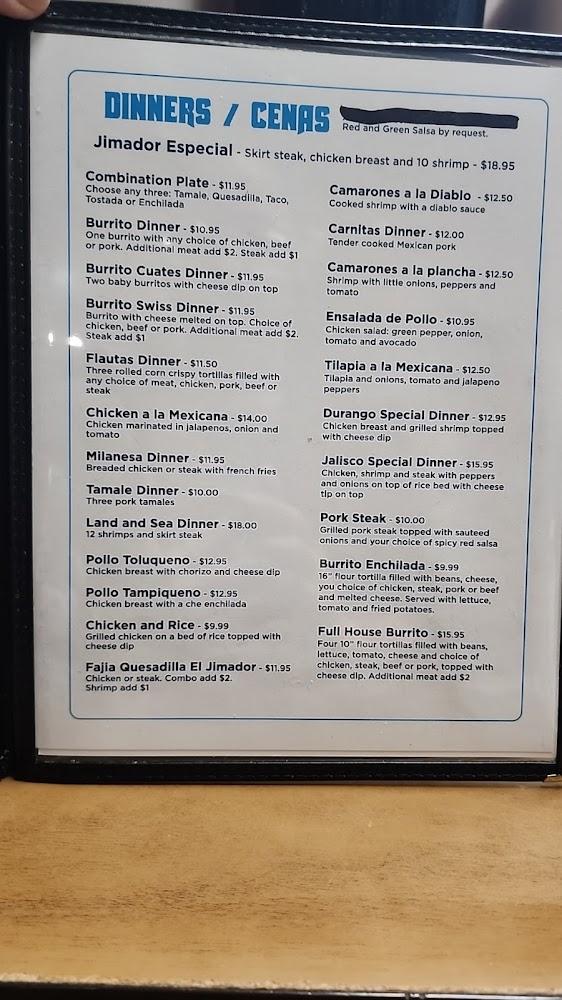 DINNERS / CENAS
Red and Green Salsa by request.
Jimador Especial - Skirt steak, chicken breast and 10 shrimp - $18.95
Combination Plate - $11.95
Choose any three: Tamale, Quesadilla, Taco,
Tostada or Enchilada
Burrito Dinner - $10.95
One burrito with any choice of chicken, beef
or pork. Additional meat add $2. Steak add $1
Burrito Cuates Dinner - $11.95
Two baby burritos with cheese dip on top
Burrito Swiss Dinner - $11.95
Burrito with cheese melted on top. Choice of
chicken, beef or pork. Additional meat add $2.
Steak add $1
Flautas Dinner - $11.50
Three rolled corn crispy tortillas filled with
any choice of meat, chicken, pork, beef or
steak
Chicken a la Mexicana - $14.00
Chicken marinated in jalapenos, onion and
tomato
Milanesa Dinner - $11.95
Breaded chicken or steak with french fries
Tamale Dinner - $10.00
Three pork tamales
Land and Sea Dinner - $18.00
12 shrimps and skirt steak
Pollo Toluqueno - $12.95
Chicken breast with chorizo and cheese dip
Pollo Tampiqueno - $12.95
Chicken breast with a che enchilada
Chicken and Rice - $9.99
Grilled chicken on a bed of rice topped with
cheese dip
Fajia Quesadilla El Jimador - $11.95
Chicken or steak. Combo add $2.
Shrimp add $1
Camarones a la Diablo - $12.50
Cooked shrimp with a diablo sauce
Carnitas Dinner - $12.00
Tender cooked Mexican pork
Camarones a la plancha - $12.50
Shrimp with little onions, peppers and
tomato
Ensalada de Pollo - $10.95
Chicken salad: green pepper, onion,
tomato and avocado
Tilapia a la Mexicana - $12.50
Tilapia and onions, tomato and jalapeno
peppers
Durango Special Dinner - $12.95
Chicken breast and grilled shrimp topped
with cheese dip
Jalisco Special Dinner - $15.95
Chicken, shrimp and steak with peppers
and onions on top of rice bed with cheese
tip on top
Pork Steak - $10.00
Grilled pork steak topped with sauteed
onions and your choice of spicy red salsa
Burrito Enchilada - $9.99
16" flour tortilla filled with beans, cheese,
you choice of chicken, steak, pork or beef
and melted cheese. Served with lettuce,
tomato and fried potatoes.
Full House Burrito - $15.95
Four 10" flour tortillas filled with beans,
lettuce, tomato, cheese and choice of
chicken, steak, beef or pork, topped with
cheese dip. Additional meat add $2